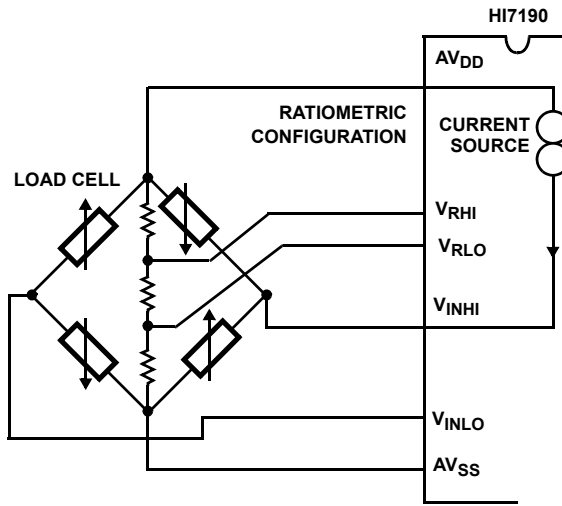 HI7190
AVDD
RATIOMETRIC
CONFIGURATION
CURRENT
SOURCE
LOAD CELL
VRHI
VRLO
VINHI
VINLO
AVSS